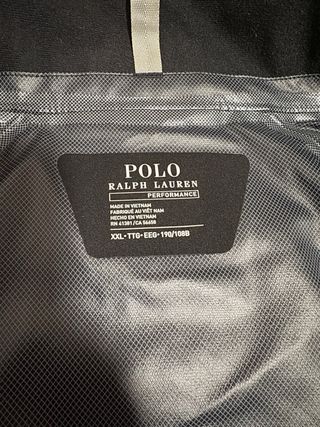 POLO
RALPH LAUREN
PERFORMANCE
MADE IN VIETNAM
FABRIQUÉ AU VIÊT NAM
HECHO EN VIETNAM
RN 41381 / CA 56658
XXL • TTG • EEG • 190/108B